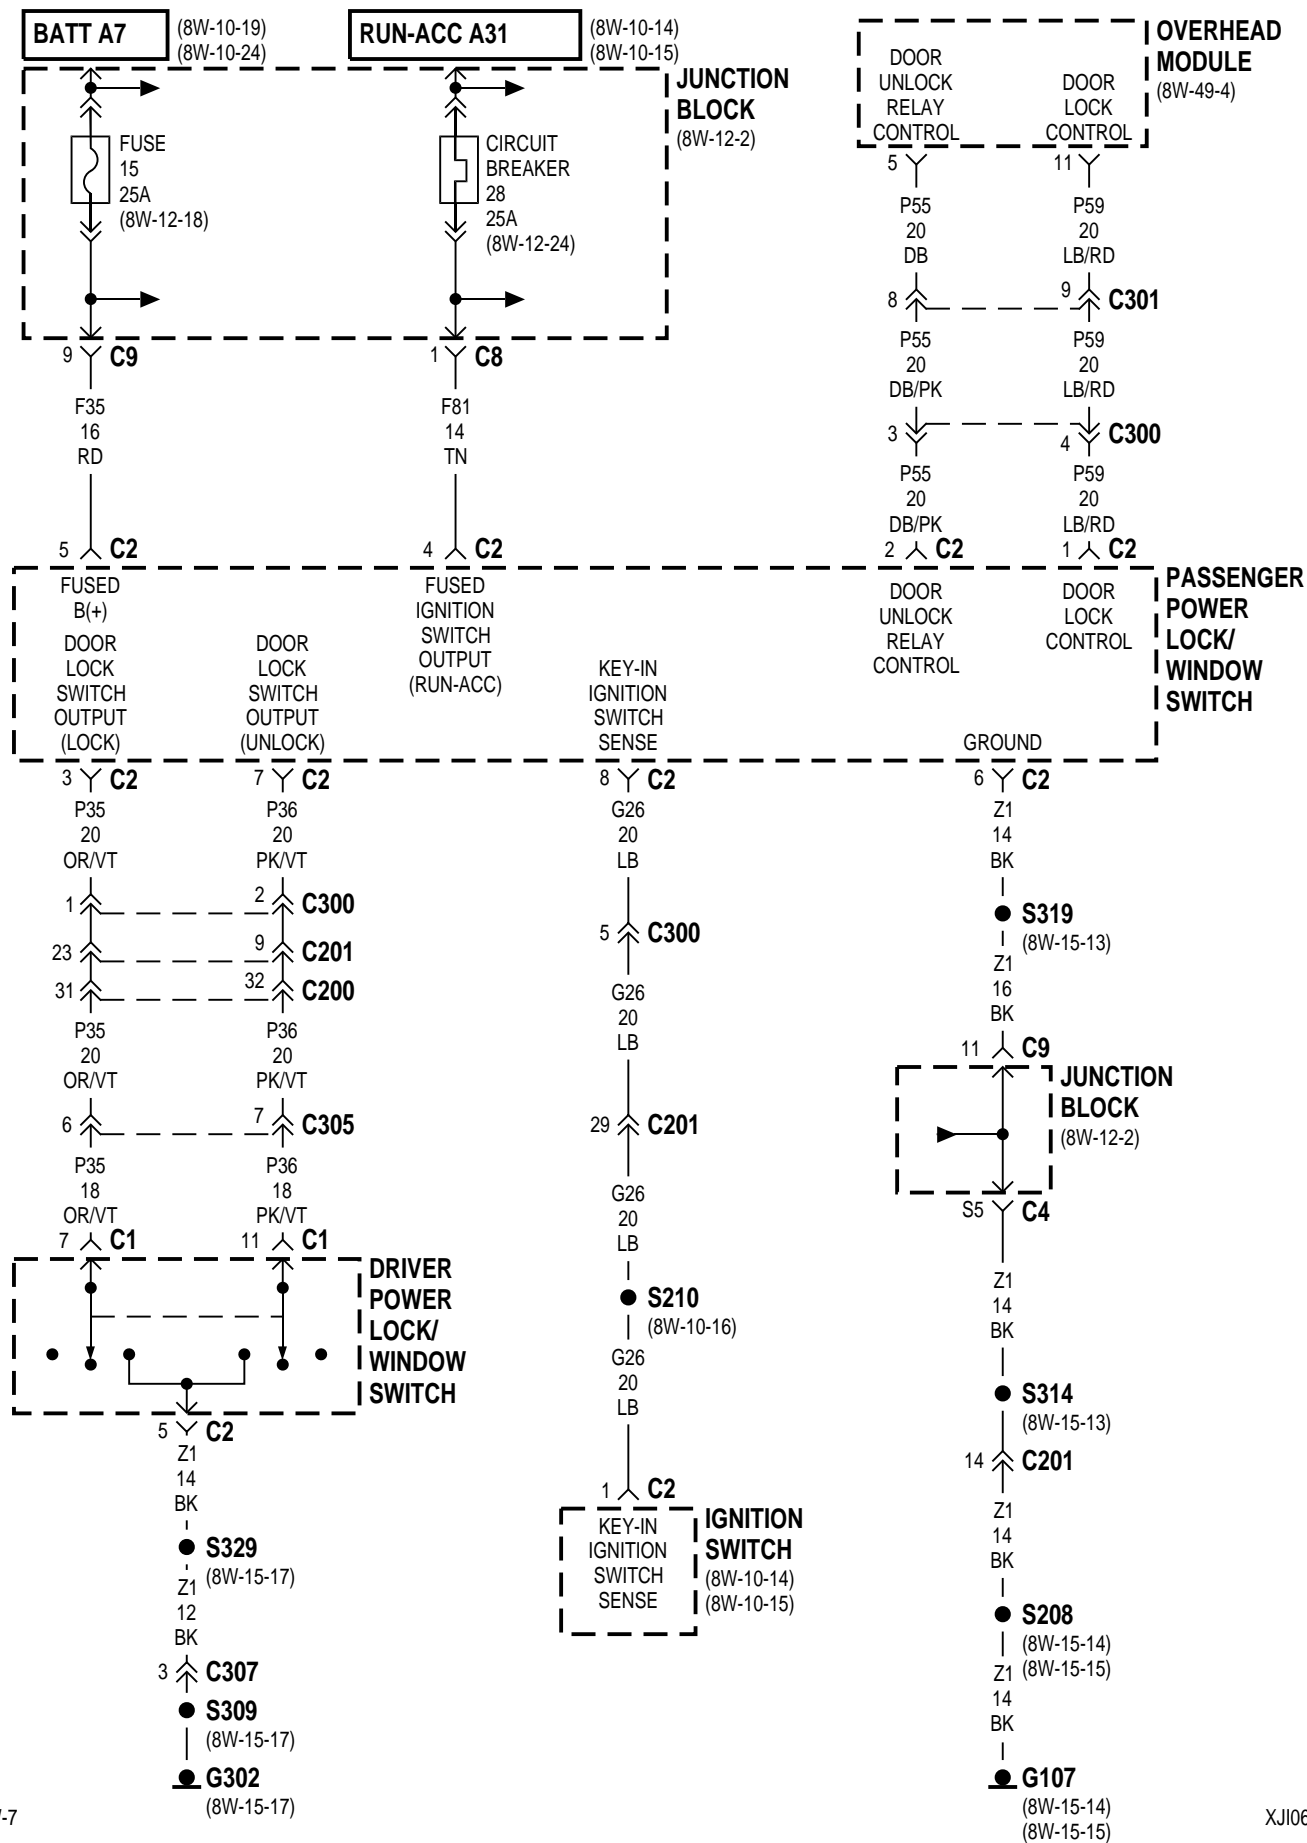 BATT A7
(8W-10-19)
(8W-10-24)
RUN-ACC A31
(8W-10-14)
(8W-10-15)
JUNCTION
BLOCK
(8W-12-2)
FUSE
15
25A
(8W-12-18)
CIRCUIT
BREAKER
28
25A
(8W-12-24)
9 C9
1 C8
F35
16
RD
F81
14
TN
5 C2
4 C2
OVERHEAD
MODULE
(8W-49-4)
DOOR
UNLOCK
RELAY
CONTROL
DOOR
LOCK
CONTROL
5
11
P55
20
DB
P59
20
LB/RD
8
9 C301
P55
20
DB/PK
P59
20
LB/RD
3
4 C300
P55
20
DB/PK
P59
20
LB/RD
2 C2
1 C2
PASSENGER
POWER
LOCK/
WINDOW
SWITCH
FUSED
B(+)
DOOR
LOCK
SWITCH
OUTPUT
(LOCK)
DOOR
LOCK
SWITCH
OUTPUT
(UNLOCK)
FUSED
IGNITION
SWITCH
OUTPUT
(RUN-ACC)
KEY-IN
IGNITION
SWITCH
SENSE
DOOR
UNLOCK
RELAY
CONTROL
DOOR
LOCK
CONTROL
GROUND
3 C2
7 C2
8 C2
6 C2
P35
20
OR/VT
P36
20
PK/VT
1
2 C300
23
9 C201
31
32 C200
P35
20
OR/VT
P36
20
PK/VT
6
7 C305
P35
18
OR/VT
P36
18
PK/VT
7 C1
11 C1
DRIVER
POWER
LOCK/
WINDOW
SWITCH
5 C2
Z1
14
BK
S329
(8W-15-17)
Z1
12
BK
3 C307
S309
(8W-15-17)
G302
(8W-15-17)
G26
20
LB
5 C300
G26
20
LB
29 C201
G26
20
LB
S210
(8W-10-16)
G26
20
LB
1 C2
KEY-IN
IGNITION
SWITCH
SENSE
IGNITION
SWITCH
(8W-10-14)
(8W-10-15)
Z1
14
BK
S319
(8W-15-13)
Z1
16
BK
11 C9
JUNCTION
BLOCK
(8W-12-2)
S5 C4
Z1
14
BK
S314
(8W-15-13)
14 C201
Z1
14
BK
S208
(8W-15-14)
(8W-15-15)
Z1
14
BK
G107
(8W-15-14)
(8W-15-15)
-7
XJI06